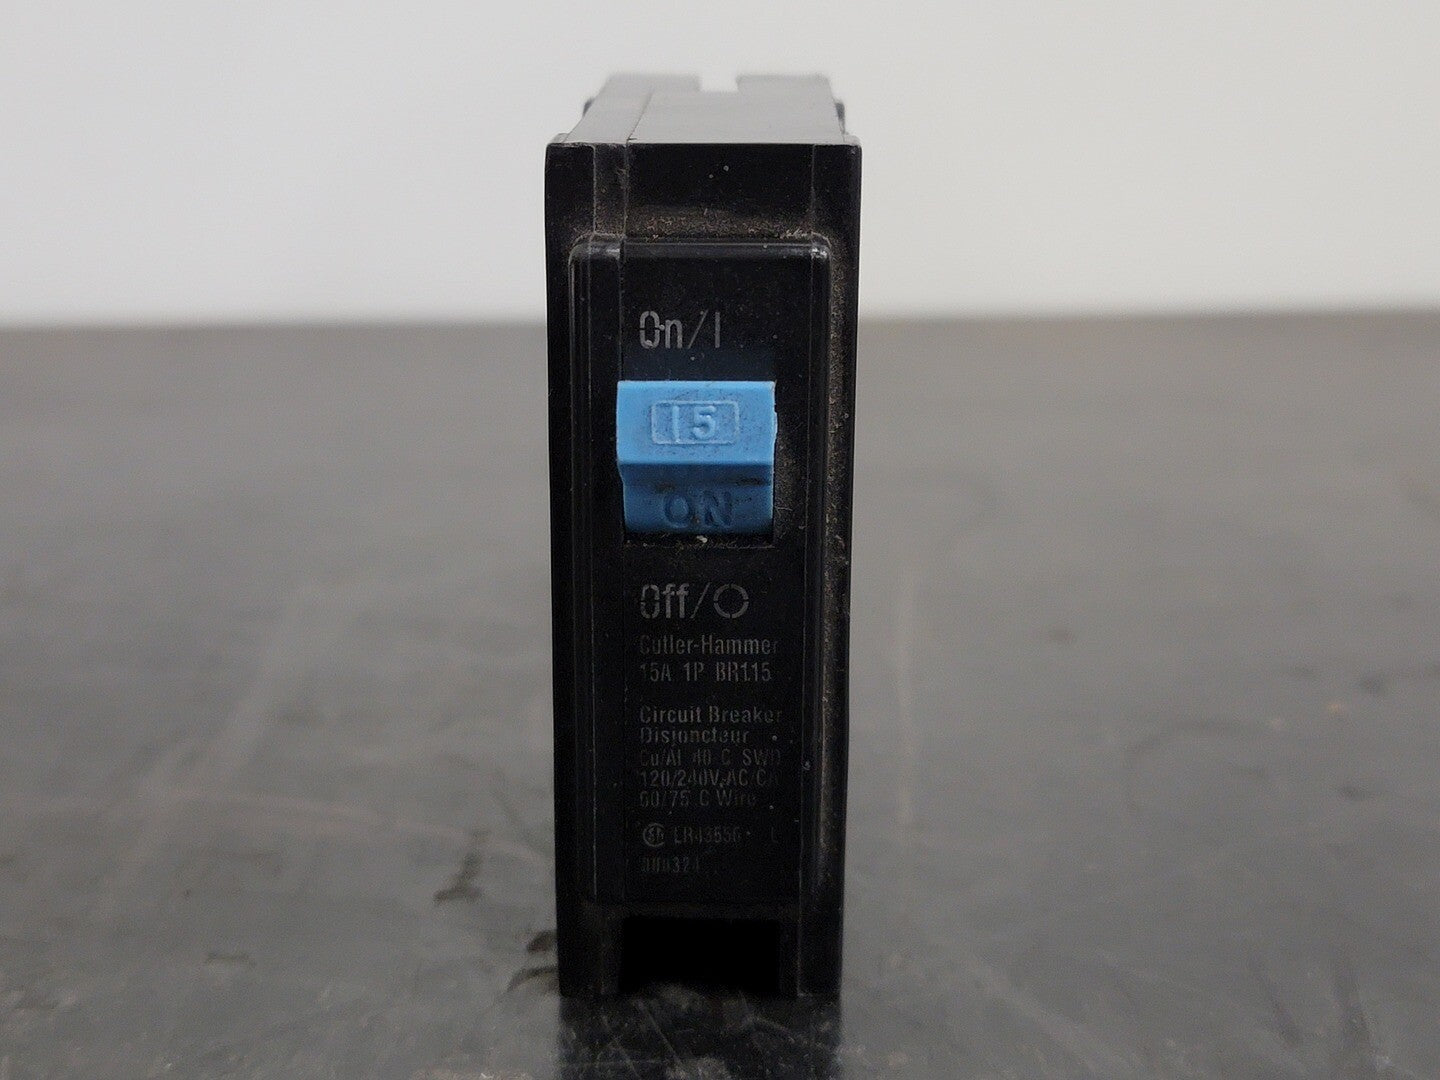 On/I
15
ON
Off/O
Cutler-Hammer
15A 1P BR115
Circuit Breaker
Disjoncteur
Cu/Al 40 C SWD
120/240V AC/CA
60/75 C Wire